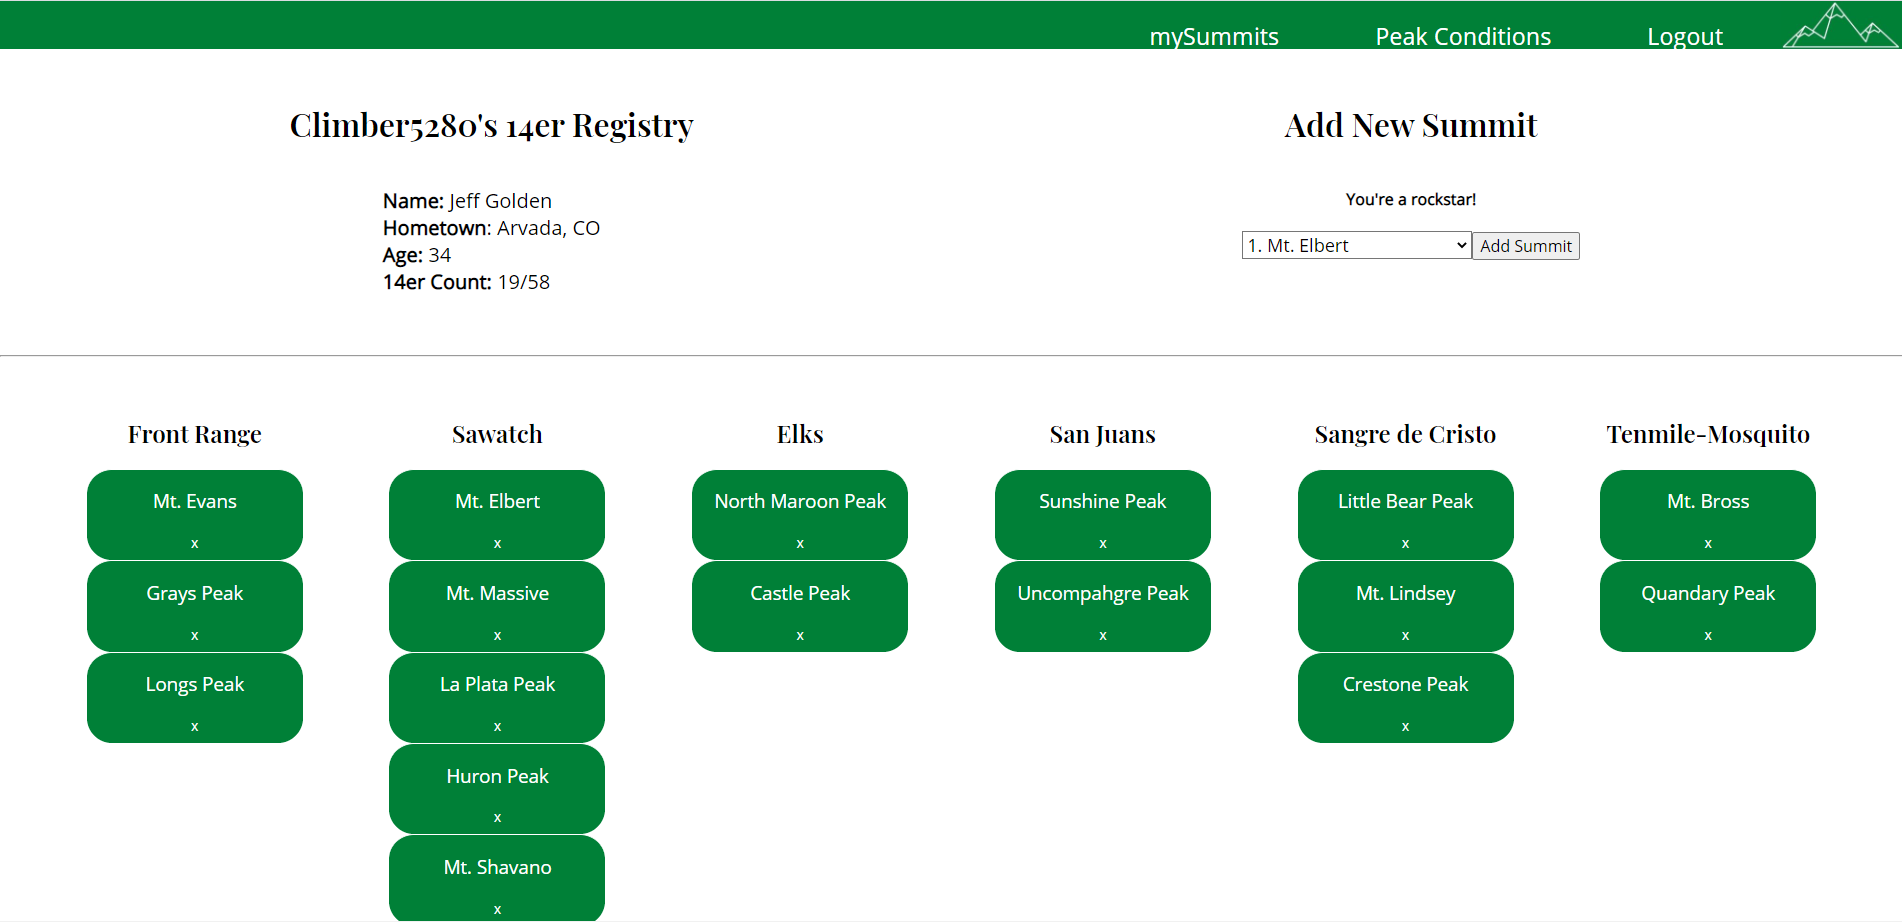 mySummits Peak Conditions Logout
Climber5280's 14er Registry
Name: Jeff Golden
Hometown: Arvada, CO
Age: 34
14er Count: 19/58
Add New Summit
You're a rockstar!
1. Mt. Elbert Add Summit
Front Range
Mt. Evans
x
Grays Peak
x
Longs Peak
x
Sawatch
Mt. Elbert
x
Mt. Massive
x
La Plata Peak
x
Huron Peak
x
Mt. Shavano
x
Elks
North Maroon Peak
x
Castle Peak
x
San Juans
Sunshine Peak
x
Uncompahgre Peak
x
Sangre de Cristo
Little Bear Peak
x
Mt. Lindsey
x
Crestone Peak
x
Tenmile-Mosquito
Mt. Bross
x
Quandary Peak
x